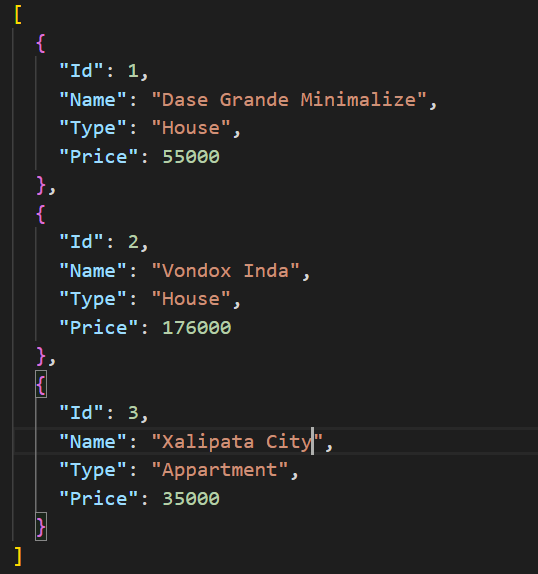 [
  {
    "Id": 1,
    "Name": "Dase Grande Minimalize",
    "Type": "House",
    "Price": 55000
  },
  {
    "Id": 2,
    "Name": "Vondox Inda",
    "Type": "House",
    "Price": 176000
  },
  {
    "Id": 3,
    "Name": "Xalipata City",
    "Type": "Appartment",
    "Price": 35000
  }
]